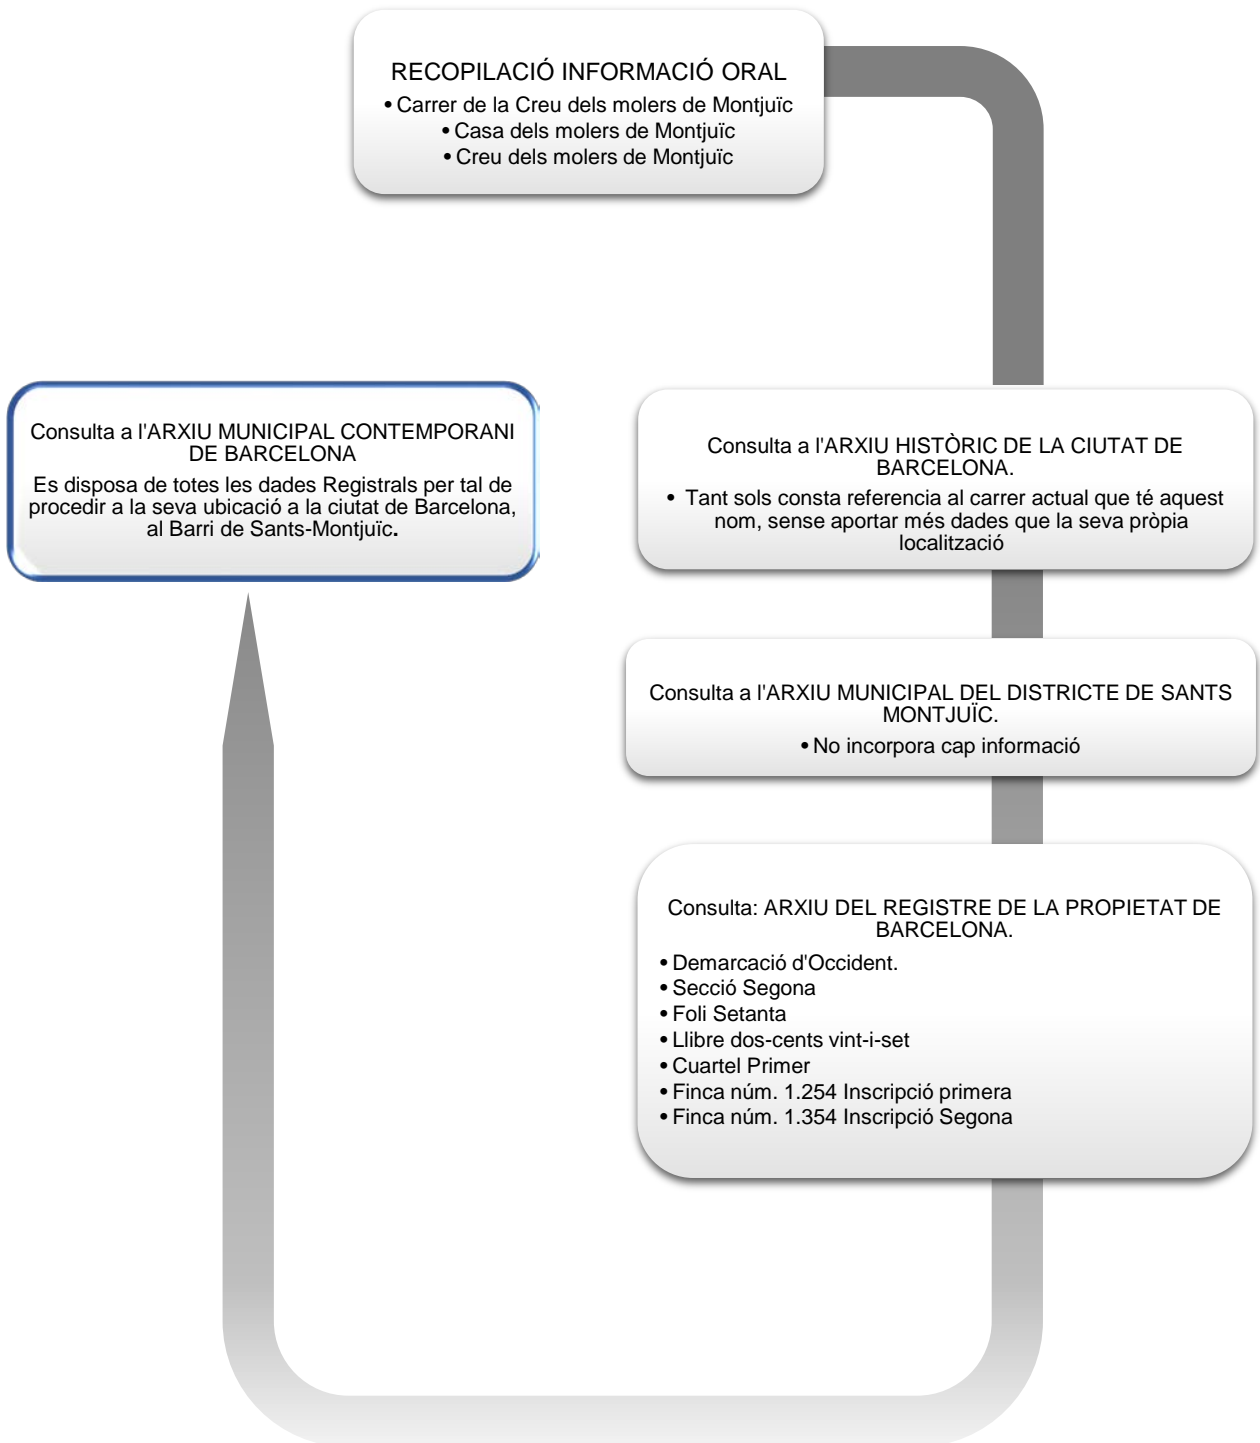 RECOPILACIÓ INFORMACIÓ ORAL
• Carrer de la Creu dels molers de Montjuïc
• Casa dels molers de Montjuïc
• Creu dels molers de Montjuïc
Consulta a l'ARXIU HISTÒRIC DE LA CIUTAT DE
BARCELONA.
• Tant sols consta referencia al carrer actual que té aquest
nom, sense aportar més dades que la seva pròpia
localització
Consulta a l'ARXIU MUNICIPAL DEL DISTRICTE DE SANTS
MONTJUÏC.
• No incorpora cap informació
Consulta: ARXIU DEL REGISTRE DE LA PROPIETAT DE
BARCELONA.
• Demarcació d'Occident.
• Secció Segona
• Foli Setanta
• Llibre dos-cents vint-i-set
• Cuartel Primer
• Finca núm. 1.254 Inscripció primera
• Finca núm. 1.354 Inscripció Segona
Consulta a l'ARXIU MUNICIPAL CONTEMPORANI
DE BARCELONA
Es disposa de totes les dades Registrals per tal de
procedir a la seva ubicació a la ciutat de Barcelona,
al Barri de Sants-Montjuïc.